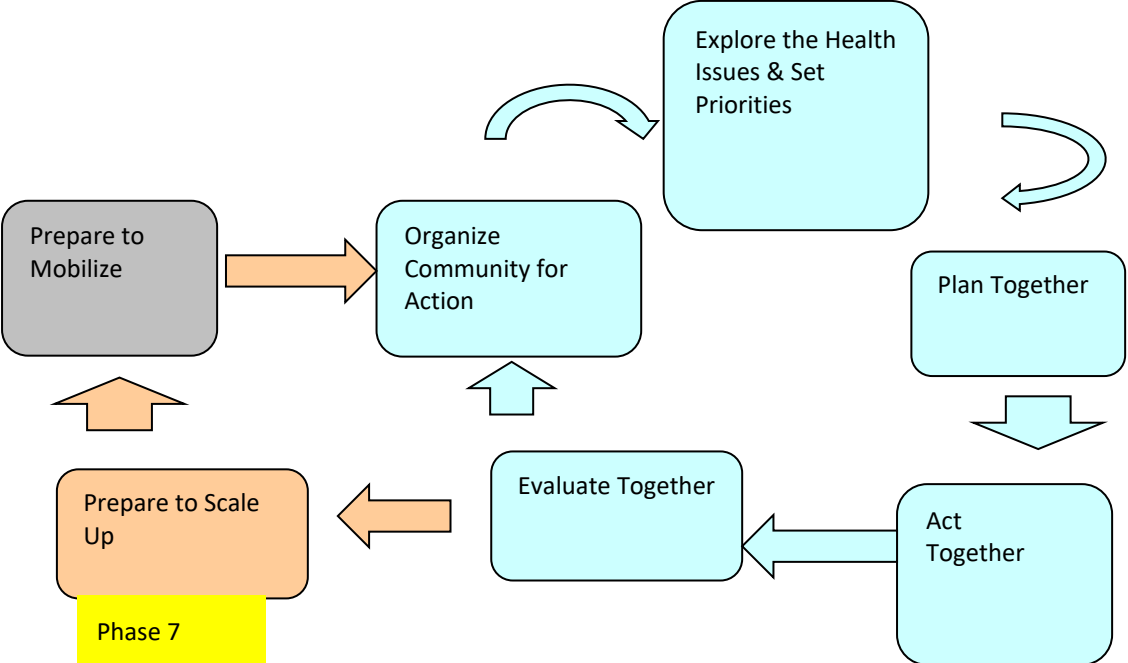 Explore the Health
Issues & Set
Priorities
Prepare to
Mobilize
Organize
Community for
Action
Plan Together
Act
Together
Evaluate Together
Prepare to Scale
Up
Phase 7